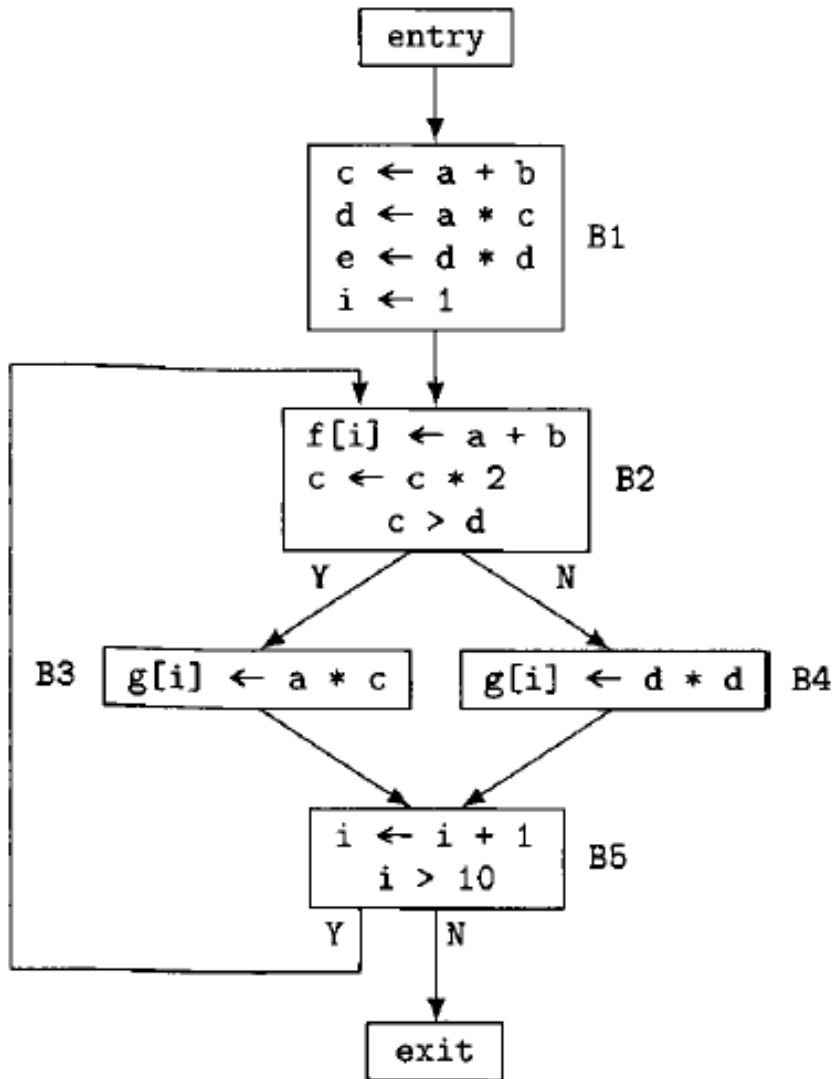 entry
c ← a + b
d ← a * c
e ← d * d
i ← 1
B1
f[i] ← a + b
c ← c * 2
c > d
B2
Y N
B3 g[i] ← a * c g[i] ← d * d B4
i ← i + 1
i > 10
B5
Y N
exit